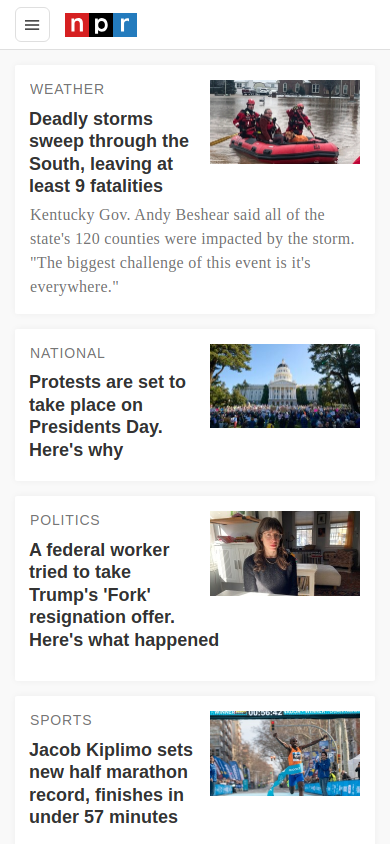 npr
WEATHER
Deadly storms
sweep through the
South, leaving at
least 9 fatalities
Kentucky Gov. Andy Beshear said all of the
state's 120 counties were impacted by the storm.
"The biggest challenge of this event is it's
everywhere."
NATIONAL
Protests are set to
take place on
Presidents Day.
Here's why
POLITICS
A federal worker
tried to take
Trump's 'Fork'
resignation offer.
Here's what happened
SPORTS
00:56:42
Jacob Kiplimo sets
new half marathon
record, finishes in
under 57 minutes